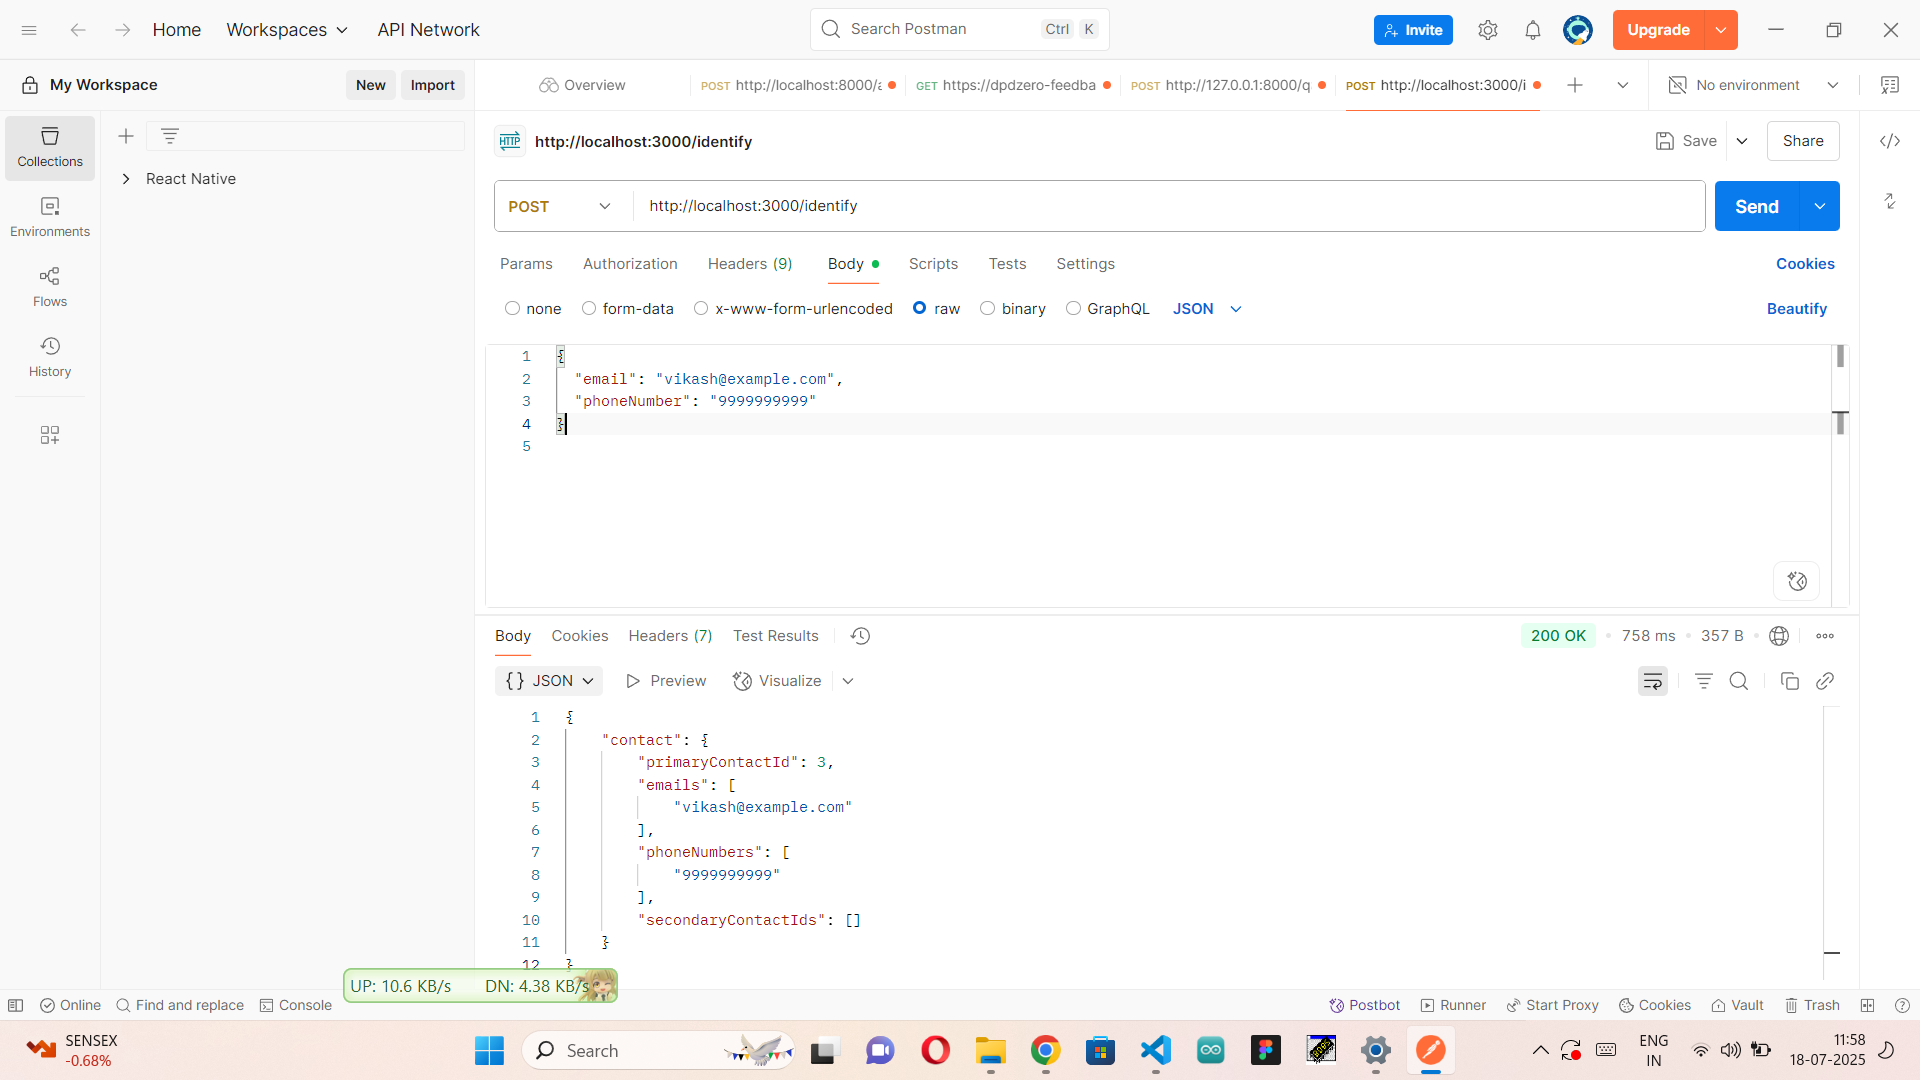 Home
Workspaces
API Network
Search Postman
Ctrl
K
Invite
Upgrade
My Workspace
New
Import
Overview
POST http://localhost:8000/a
GET https://dpdzero-feedba
POST http://127.0.0.1:8000/q
POST http://localhost:3000/i
No environment
Collections
Environments
Flows
History
React Native
HTTP
http://localhost:3000/identify
Save
Share
POST
http://localhost:3000/identify
Send
Params
Authorization
Headers (9)
Body
Scripts
Tests
Settings
Cookies
none
form-data
x-www-form-urlencoded
raw
binary
GraphQL
JSON
Beautify
1 {
2 "email": "vikash@example.com",
3 "phoneNumber": "9999999999"
4 }
5
Body
Cookies
Headers (7)
Test Results
200 OK
758 ms
357 B
{} JSON
Preview
Visualize
1 {
2 "contact": {
3 "primaryContactId": 3,
4 "emails": [
5 "vikash@example.com"
6 ],
7 "phoneNumbers": [
8 "9999999999"
9 ],
10 "secondaryContactIds": []
11 }
12 }
UP: 10.6 KB/s DN: 4.38 KB/s
Online
Find and replace
Console
Postbot
Runner
Start Proxy
Cookies
Vault
Trash
SENSEX
-0.68%
Search
ENG
IN
11:58
18-07-2025